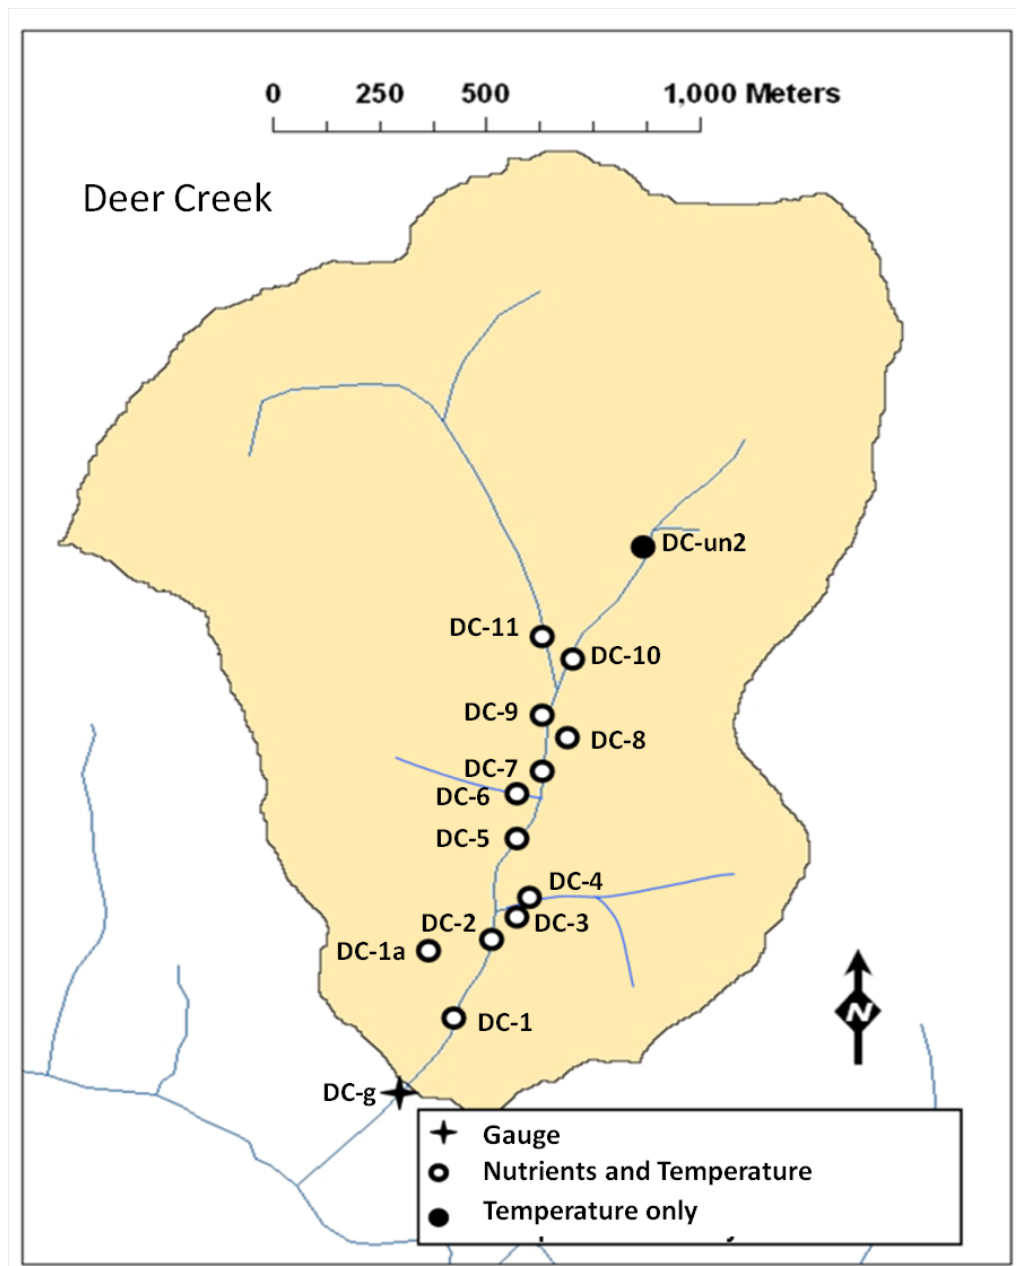 0 250 500 1,000 Meters
Deer Creek
DC-un2
DC-11
DC-10
DC-9
DC-8
DC-7
DC-6
DC-5
DC-4
DC-2 DC-3
DC-1a
DC-1
N
DC-g
Gauge
Nutrients and Temperature
Temperature only